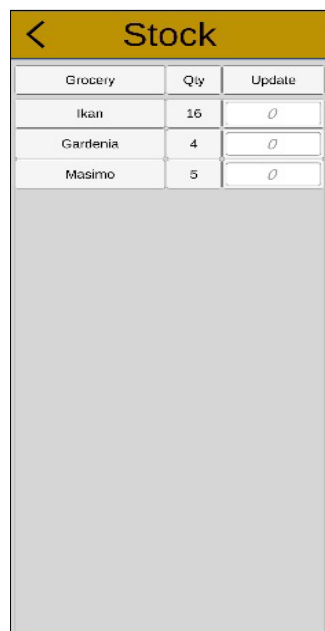 Stock
Grocery Qty Update
Ikan 16 0
Gardenia 4 0
Masimo 5 0